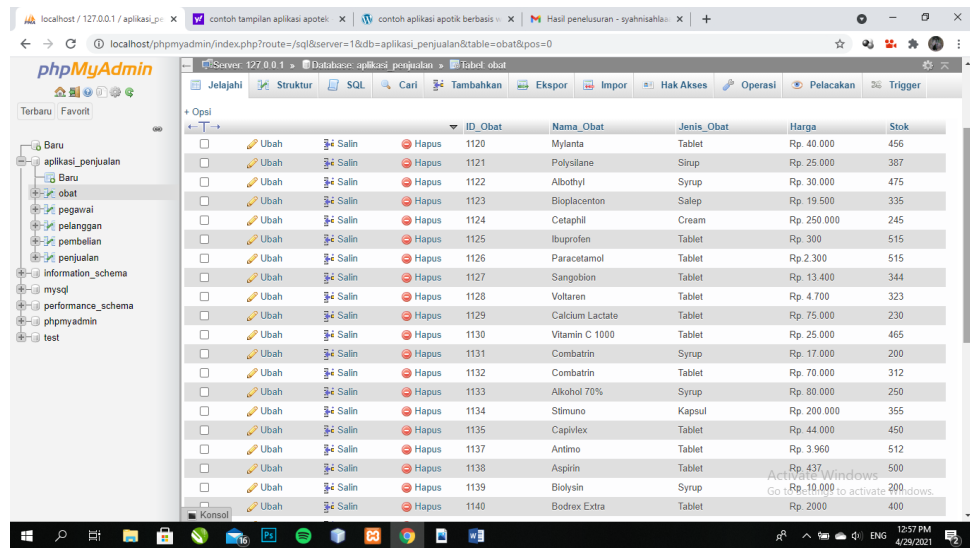 localhost / 127.0.0.1 / aplikasi_pe
contoh tampilan aplikasi apotek
contoh aplikasi apotik berbasis w
Hasil penelusuran - syahnisahlaa
localhost/phpmyadmin/index.php?route=/sql&server=1&db=aplikasi_penjualan&table=obat&pos=0
phpMyAdmin
Terbaru Favorit
Baru
aplikasi_penjualan
Baru
obat
pegawai
pelanggan
pembelian
penjualan
information_schema
mysql
performance_schema
phpmyadmin
test
Server: 127.0.0.1 » Database: aplikasi_penjualan » Tabel: obat
Jelajahi Struktur SQL Cari Tambahkan Ekspor Impor Hak Akses Operasi Pelacakan Trigger
+ Opsi
←T→ ID_Obat Nama_Obat Jenis_Obat Harga Stok
Ubah Salin Hapus 1120 Mylanta Tablet Rp. 40.000 456
Ubah Salin Hapus 1121 Polysilane Sirup Rp. 25.000 387
Ubah Salin Hapus 1122 Albothyl Syrup Rp. 30.000 475
Ubah Salin Hapus 1123 Bioplacenton Salep Rp. 19.500 335
Ubah Salin Hapus 1124 Cetaphil Cream Rp. 250.000 245
Ubah Salin Hapus 1125 Ibuprofen Tablet Rp. 300 515
Ubah Salin Hapus 1126 Paracetamol Tablet Rp.2.300 515
Ubah Salin Hapus 1127 Sangobion Tablet Rp. 13.400 344
Ubah Salin Hapus 1128 Voltaren Tablet Rp. 4.700 323
Ubah Salin Hapus 1129 Calcium Lactate Tablet Rp. 75.000 230
Ubah Salin Hapus 1130 Vitamin C 1000 Tablet Rp. 25.000 465
Ubah Salin Hapus 1131 Combatrin Syrup Rp. 17.000 200
Ubah Salin Hapus 1132 Combatrin Tablet Rp. 70.000 312
Ubah Salin Hapus 1133 Alkohol 70% Syrup Rp. 80.000 250
Ubah Salin Hapus 1134 Stimuno Kapsul Rp. 200.000 355
Ubah Salin Hapus 1135 Capivlex Tablet Rp. 44.000 450
Ubah Salin Hapus 1137 Antimo Tablet Rp. 3.960 512
Ubah Salin Hapus 1138 Aspirin Tablet Rp. 437 500
Ubah Salin Hapus 1139 Biolysin Syrup Rp. 10.000 200
Ubah Salin Hapus 1140 Bodrex Extra Tablet Rp. 2000 400
Activate Windows
Go to Settings to activate Windows.
Konsol
16
Ps
ENG
12:57 PM
4/29/2021
2